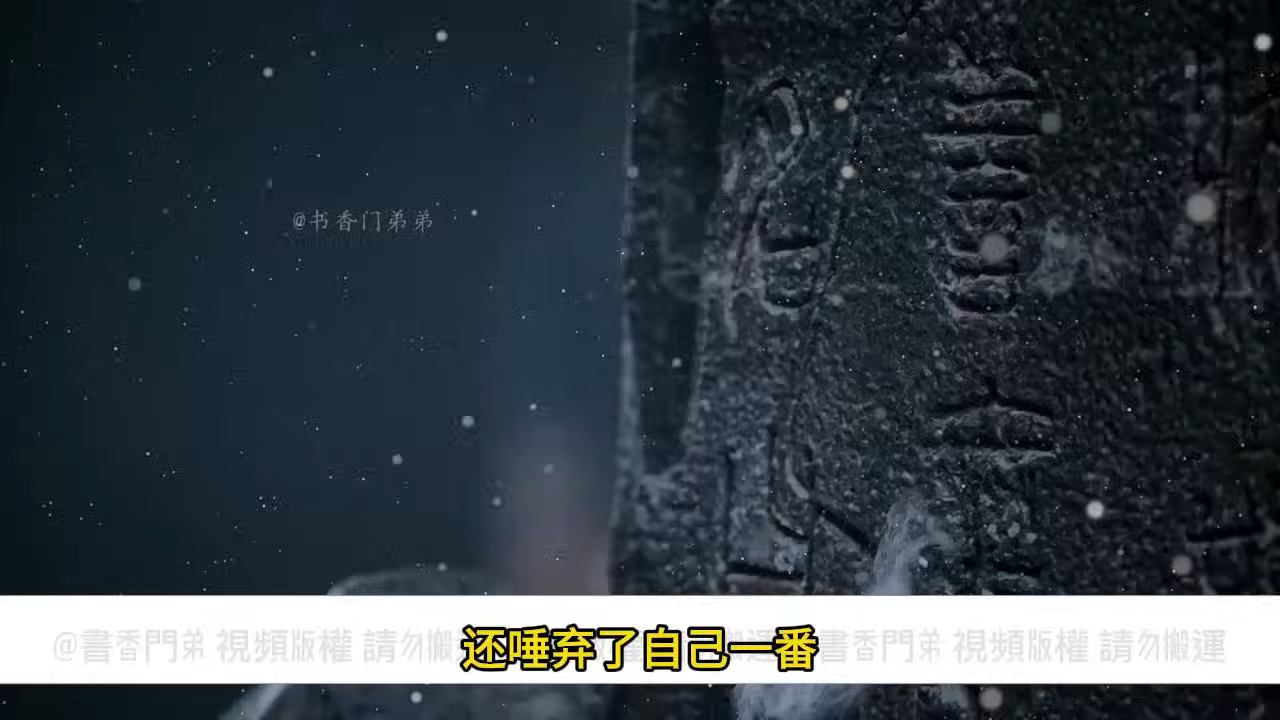 @书香门弟弟
@書香門弟 視頻版權 請勿搬運 書香門弟 視頻版權 請勿搬運
还唾弃了自己一番